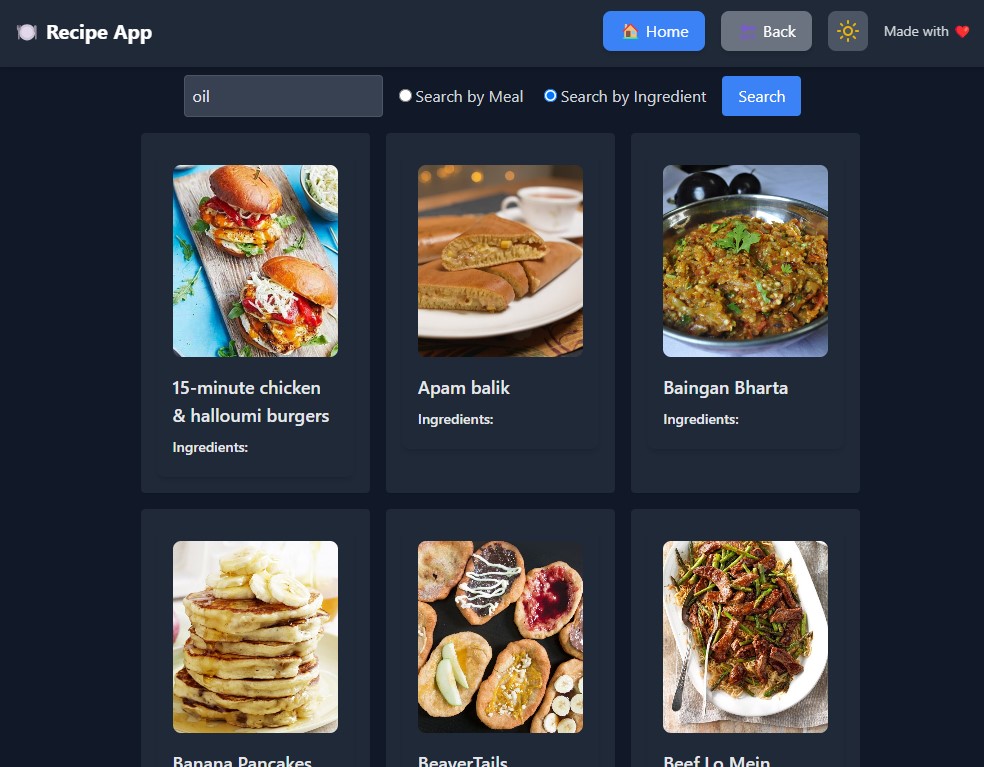 Recipe App
Home
Back
Made with
oil
Search by Meal
Search by Ingredient
Search
15-minute chicken
& halloumi burgers
Ingredients:
Apam balik
Ingredients:
Baingan Bharta
Ingredients:
Banana Pancakes
BeaverTails
Beef Lo Mein